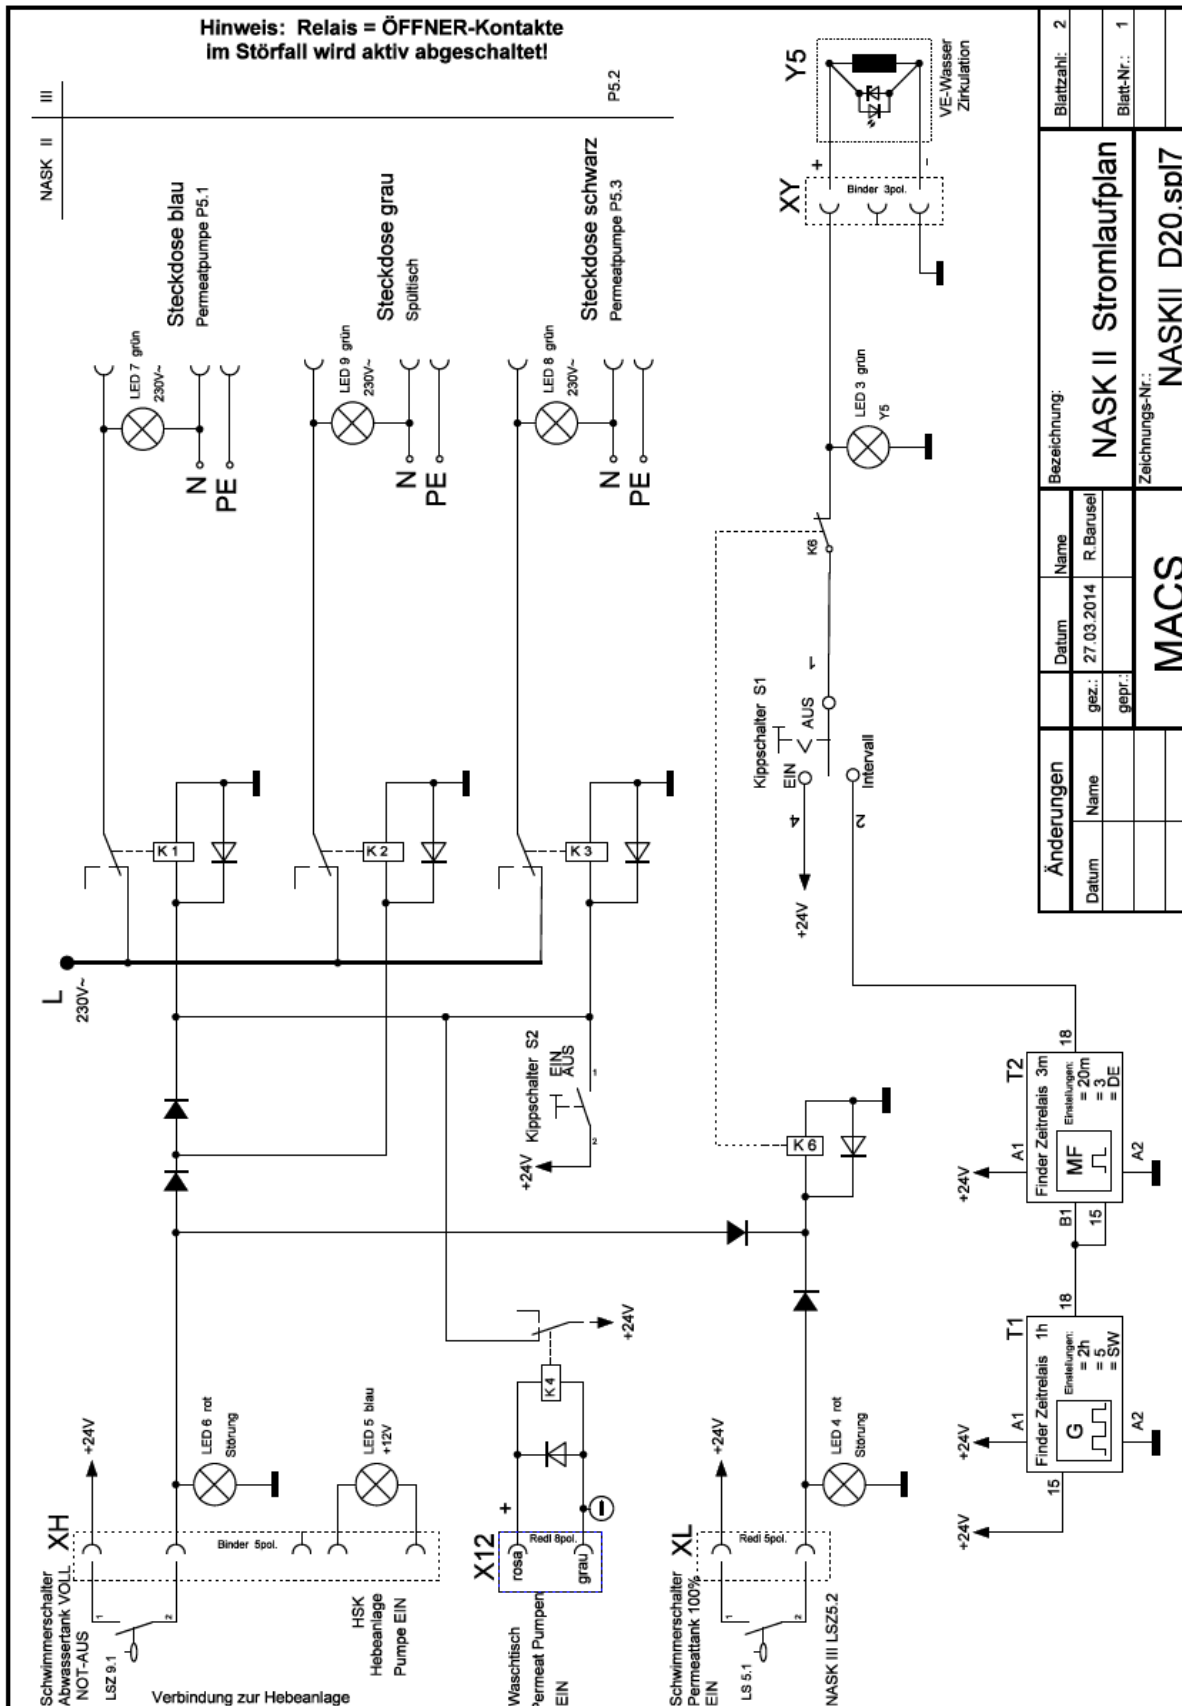 Hinweis: Relais = ÖFFNER-Kontakte
im Störfall wird aktiv abgeschaltet!
NASK II
III
P5.2
Steckdose blau
Permeatpumpe P5.1
LED 7 grün
230V~
N
PE
Steckdose grau
Spültisch
LED 9 grün
230V~
N
PE
Steckdose schwarz
Permeatpumpe P5.3
LED 8 grün
230V~
N
PE
Y5
VE-Wasser
Zirkulation
+
-
XY
Binder 3pol.
LED 3 grün
Y5
K6
1
Kippschalter S1
EIN
AUS
4
2
Intervall
+24V
L
230V~
K 1
K 2
K 3
Kippschalter S2
EIN
AUS
1
2
+24V
K 6
+24V
K 4
XH
Binder 5pol.
+24V
LED 6 rot
Störung
LED 5 blau
+12V
Schwimmerschalter
Abwassertank VOLL
NOT-AUS
LSZ 9.1
1
2
HSK
Hebeanlage
Pumpe EIN
Verbindung zur Hebeanlage
X12
Redl 8pol.
rosa
grau
+
Waschtisch
Permeat Pumpen
EIN
XL
Redl 5pol.
+24V
LED 4 rot
Störung
Schwimmerschalter
Permeattank 100%
EIN
LS 5.1
1
2
NASK III LSZ5.2
T1
Finder Zeitrelais 1h
Einstellungen:
= 2h
= 5
= SW
G
A1
A2
15
18
+24V
+24V
T2
Finder Zeitrelais 3m
Einstellungen:
= 20m
= 3
= DE
MF
A1
A2
B1
15
18
+24V
Änderungen
Datum
Name
Datum
Name
gez.:
27.03.2014
R.Barusel
gepr.:
MACS
Bezeichnung:
NASK II Stromlaufplan
Zeichnungs-Nr.:
NASKII D20.spl7
Blattzahl:
2
Blatt-Nr.:
1